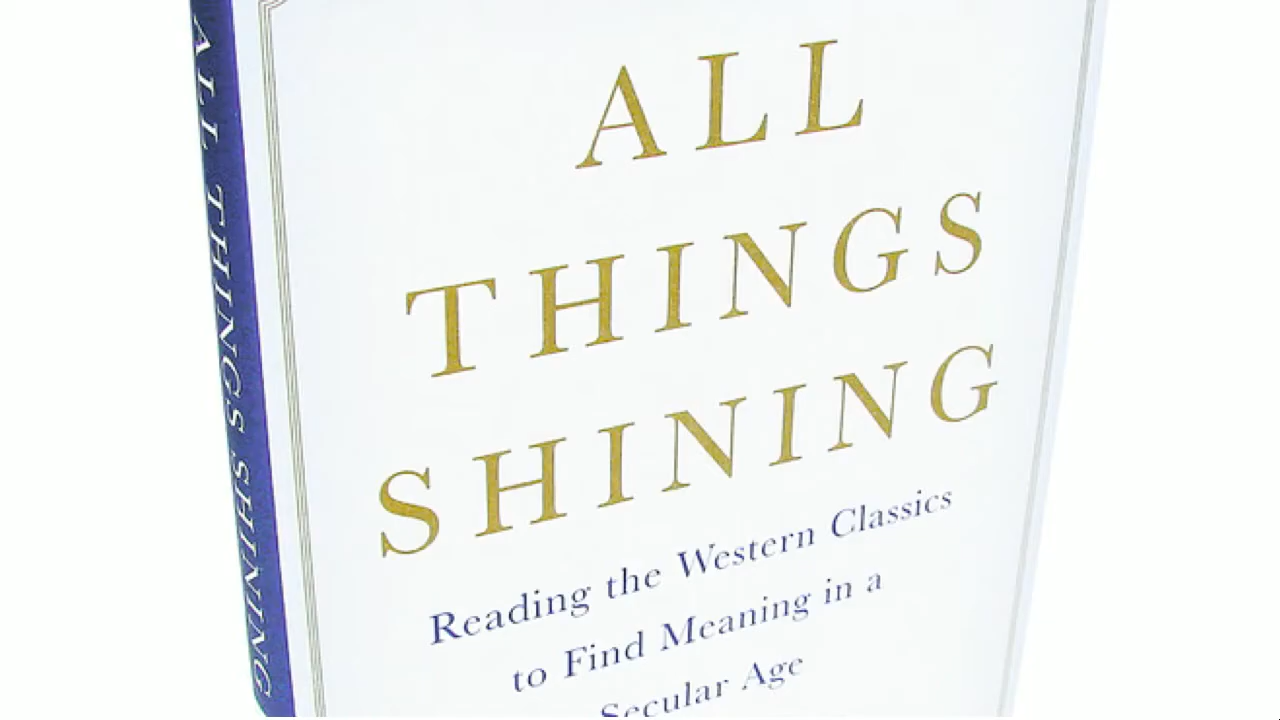 ALL THINGS SHINING
ALL
THINGS
SHINING
Reading the Western Classics
to Find Meaning in a
Secular Age